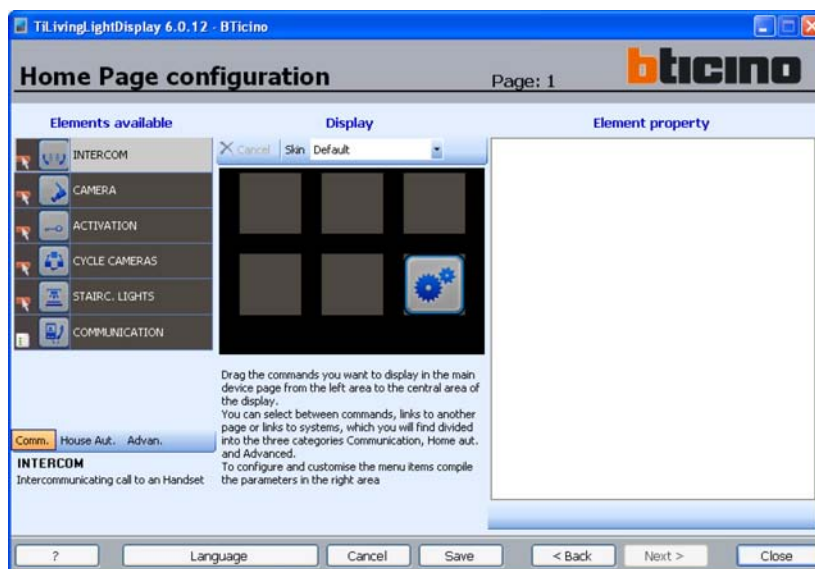 TiLivingLightDisplay 6.0.12 - BTicino
Home Page configuration
Page: 1
bticino
Elements available
Display
Element property
INTERCOM
CAMERA
ACTIVATION
CYCLE CAMERAS
STAIRC. LIGHTS
COMMUNICATION
Cancel
Skin
Default
Drag the commands you want to display in the main
device page from the left area to the central area of
the display.
You can select between commands, links to another
page or links to systems, which you will find divided
into the three categories Communication, Home aut.
and Advanced.
To configure and customise the menu items compile
the parameters in the right area
Comm. House Aut. Advan.
INTERCOM
Intercommunicating call to an Handset
? Language Cancel Save < Back Next > Close